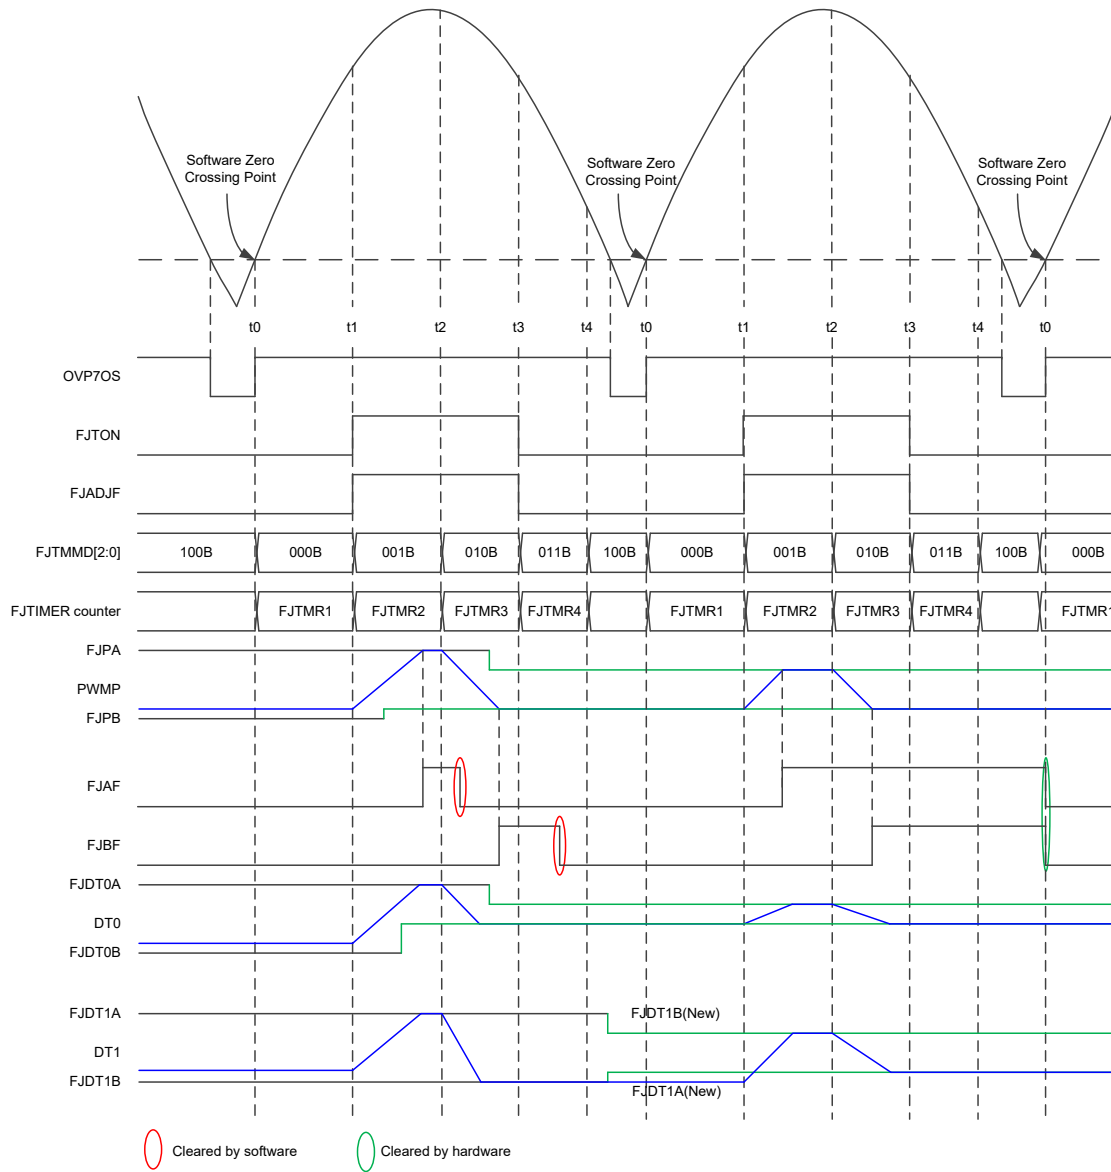 Software Zero
Crossing Point
Software Zero
Crossing Point
Software Zero
Crossing Point
t0 t1 t2 t3 t4 t0 t1 t2 t3 t4 t0
OVP7OS
FJTON
FJADJF
FJTMMD[2:0] 100B 000B 001B 010B 011B 100B 000B 001B 010B 011B 100B 000B
FJTIMER counter FJTMR1 FJTMR2 FJTMR3 FJTMR4 FJTMR1 FJTMR2 FJTMR3 FJTMR4 FJTMR1
FJPA
PWMP
FJPB
FJAF
FJBF
FJDT0A
DT0
FJDT0B
FJDT1A FJDT1B(New)
DT1
FJDT1B FJDT1A(New)
Cleared by software Cleared by hardware